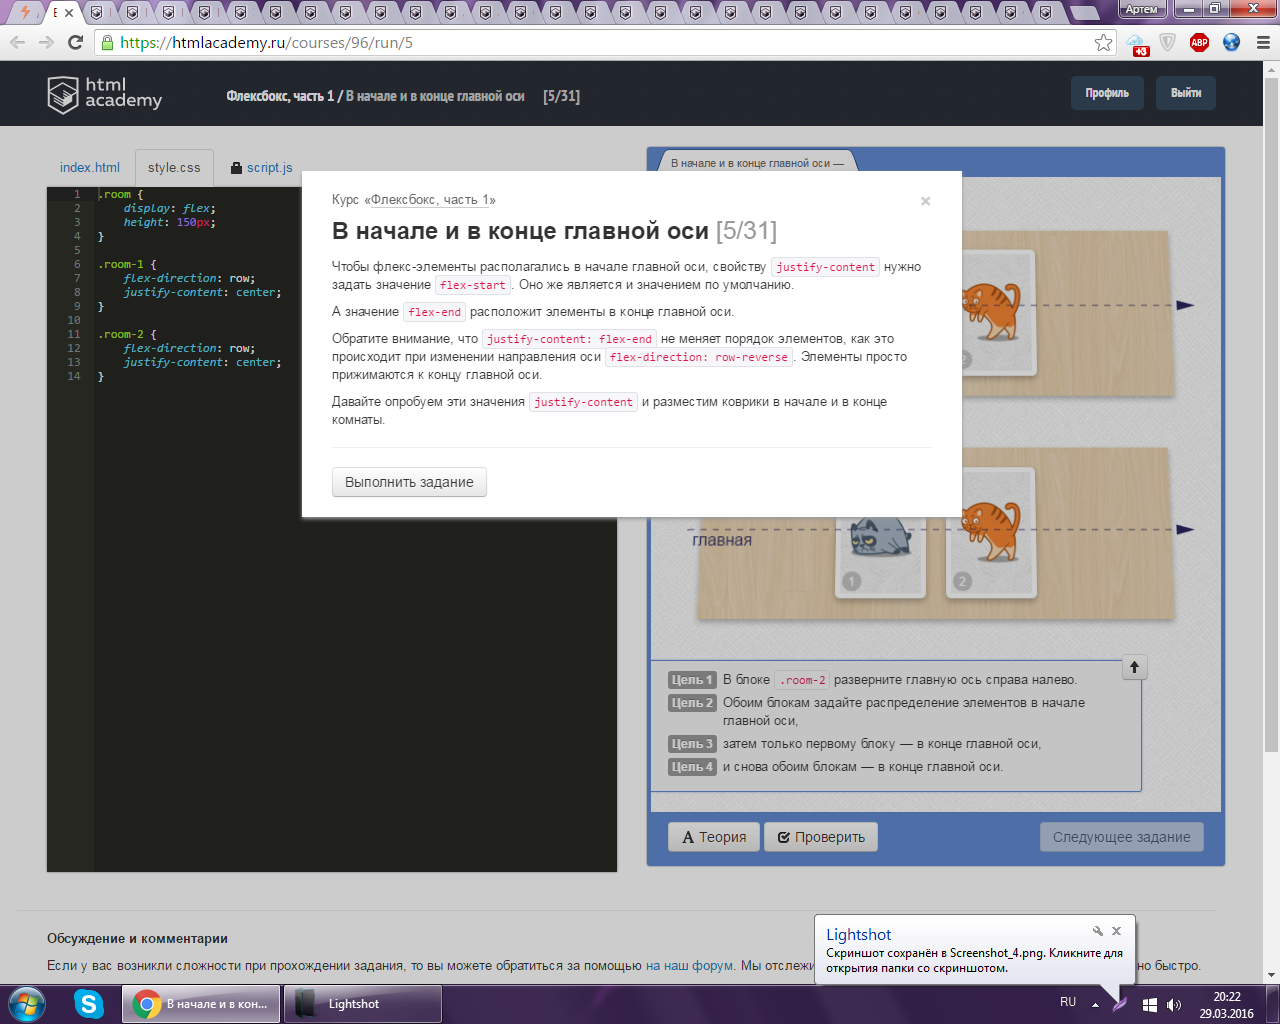 Артем
https://htmlacademy.ru/courses/96/run/5
+3
ABP
html
academy
Флексбокс, часть 1 / В начале и в конце главной оси [5/31]
Профиль
Выйти
index.html
style.css
script.js
1 .room {
2 display: flex;
3 height: 150px;
4 }
5
6 .room-1 {
7 flex-direction: row;
8 justify-content: center;
9 }
10
11 .room-2 {
12 flex-direction: row;
13 justify-content: center;
14 }
В начале и в конце главной оси —
Курс «Флексбокс, часть 1»
×
В начале и в конце главной оси [5/31]
Чтобы флекс-элементы располагались в начале главной оси, свойству justify-content нужно
задать значение flex-start. Оно же является и значением по умолчанию.
А значение flex-end расположит элементы в конце главной оси.
Обратите внимание, что justify-content: flex-end не меняет порядок элементов, как это
происходит при изменении направления оси flex-direction: row-reverse. Элементы просто
прижимаются к концу главной оси.
Давайте опробуем эти значения justify-content и разместим коврики в начале и в конце
комнаты.
Выполнить задание
2
главная
1
2
Цель 1 В блоке .room-2 разверните главную ось справа налево.
Цель 2 Обоим блокам задайте распределение элементов в начале
главной оси,
Цель 3 затем только первому блоку — в конце главной оси,
Цель 4 и снова обоим блокам — в конце главной оси.
A Теория
Проверить
Следующее задание
Обсуждение и комментарии
Если у вас возникли сложности при прохождении задания, то вы можете обратиться за помощью на наш форум. Мы отслежи
но быстро.
Lightshot
Скриншот сохранён в Screenshot_4.png. Кликните для
открытия папки со скриншотом.
В начале и в кон...
Lightshot
RU
20:22
29.03.2016